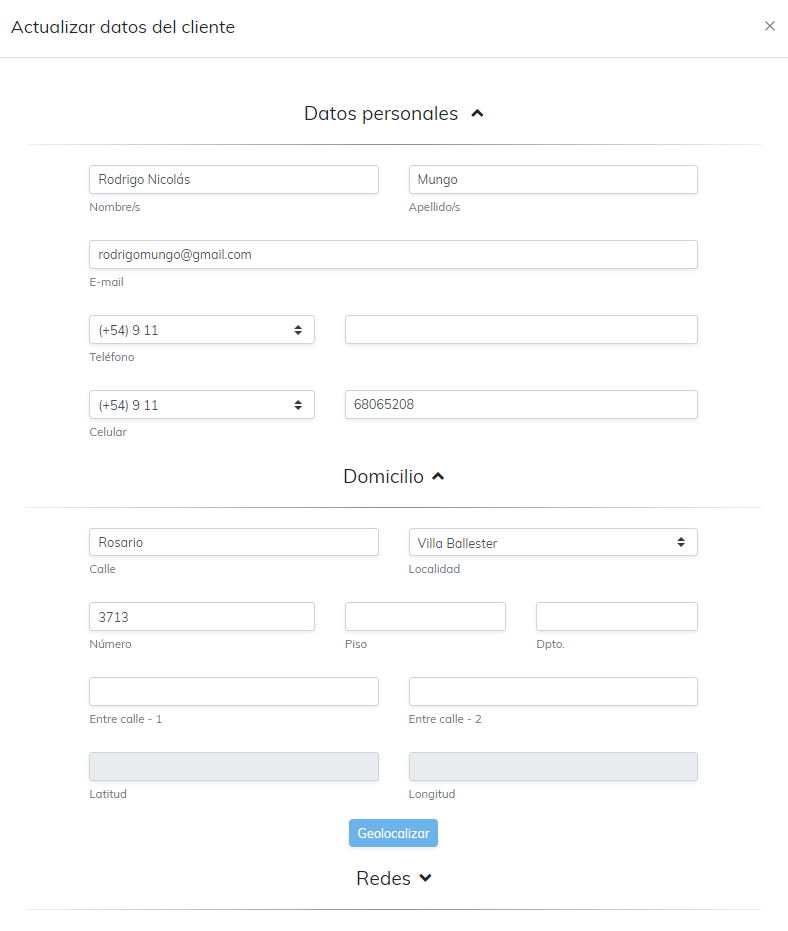 Actualizar datos del cliente ×
Datos personales
Rodrigo Nicolás Mungo
Nombre/s Apellido/s
rodrigomungo@gmail.com
E-mail
(+54) 9 11
Teléfono
(+54) 9 11 68065208
Celular
Domicilio
Rosario Villa Ballester
Calle Localidad
3713
Número Piso Dpto.
Entre calle - 1 Entre calle - 2
Latitud Longitud
Geolocalizar
Redes